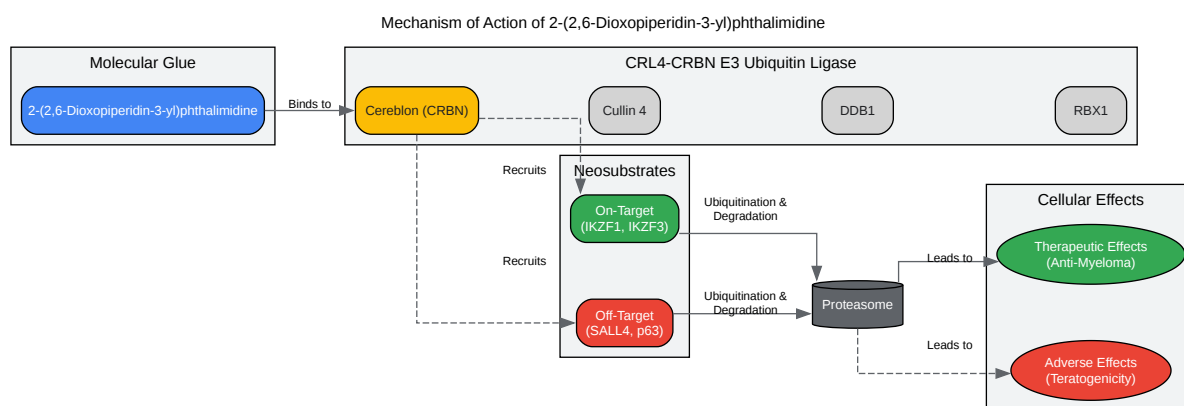 Mechanism of Action of 2-(2,6-Dioxopiperidin-3-yl)phthalimidine
Molecular Glue
CRL4-CRBN E3 Ubiquitin Ligase
2-(2,6-Dioxopiperidin-3-yl)phthalimidine
Binds to
Cereblon (CRBN)
Cullin 4
DDB1
RBX1
Recruits
Neosubstrates
On-Target
(IKZF1, IKZF3)
Ubiquitination &
Degradation
Recruits
Off-Target
(SALL4, p63)
Ubiquitination &
Degradation
Proteasome
Cellular Effects
Leads to
Therapeutic Effects
(Anti-Myeloma)
Leads to
Adverse Effects
(Teratogenicity)